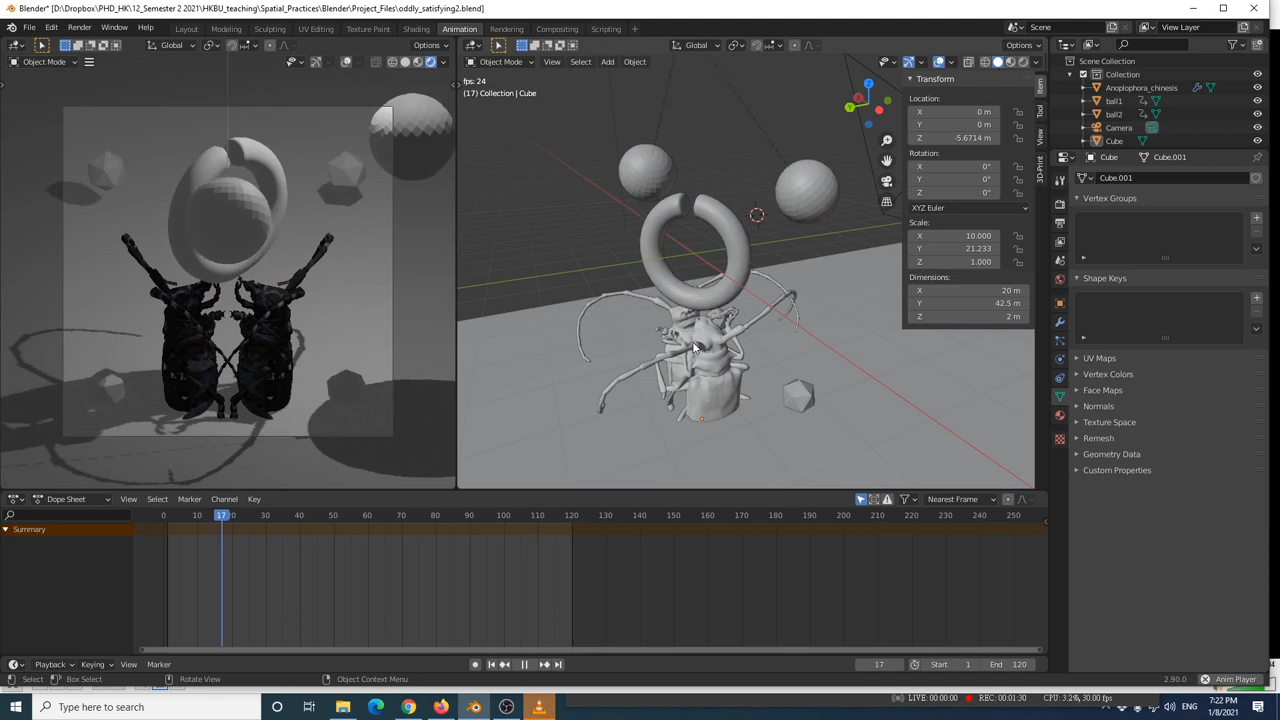 Blender* [D:\Dropbox\PHD_HK\12_Semester 2 2021\HKBU_teaching\Spatial_Practices\Blender\Project_Files\oddly_satisfying2.blend]
File Edit Render Window Help Layout Modeling Sculpting UV Editing Texture Paint Shading Animation Rendering Compositing Scripting Scene View Layer
Global Options Global Options
Object Mode Object Mode View Select Add Object
Scene Collection
Collection
Anoplophora_chinesis
ball1
ball2
Camera
Cube
fps: 24
(17) Collection | Cube
Transform
Location:
X 0 m
Y 0 m
Z -5.6714 m
Rotation:
X 0°
Y 0°
Z 0°
XYZ Euler
Scale:
X 10.000
Y 21.233
Z 1.000
Dimensions:
X 20 m
Y 42.5 m
Z 2 m
Item
Tool
View
3D-Print
Cube Cube.001
Cube.001
Vertex Groups
Shape Keys
UV Maps
Vertex Colors
Face Maps
Normals
Texture Space
Remesh
Geometry Data
Custom Properties
Dope Sheet View Select Marker Channel Key Nearest Frame
0 10 17 30 40 50 60 70 80 90 100 110 120 130 140 150 160 170 180 190 200 210 220 230 240 250
Summary
Playback Keying View Marker 17 Start 1 End 120
Select Box Select Rotate View Object Context Menu Anim Player 2.90.0
LIVE: 00:00:00 REC: 00:01:30 CPU: 3.2%, 30.00 fps
Type here to search
7:22 PM
1/8/2021